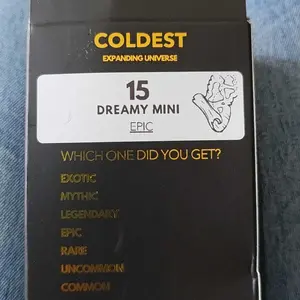 COLDEST
EXPANDING UNIVERSE
15
DREAMY MINI
EPIC
WHICH ONE DID YOU GET?
EXOTIC
MYTHIC
LEGENDARY
EPIC
RARE
UNCOMMON
COMMON